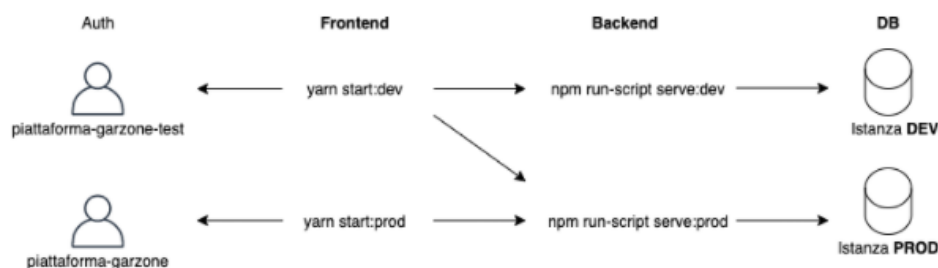 Auth Frontend Backend DB
yarn start:dev npm run-script serve:dev
piattaforma-garzone-test Istanza DEV
yarn start:prod npm run-script serve:prod
piattaforma-garzone Istanza PROD